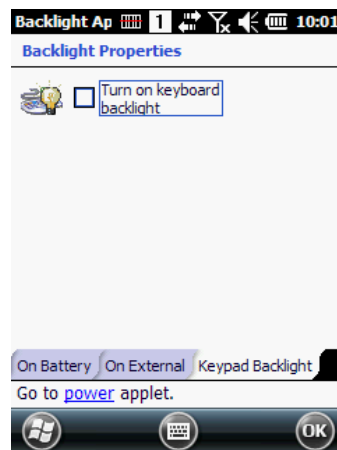 Backlight Ap 1 10:01
Backlight Properties
Turn on keyboard
backlight
On Battery On External Keypad Backlight
Go to power applet.
OK